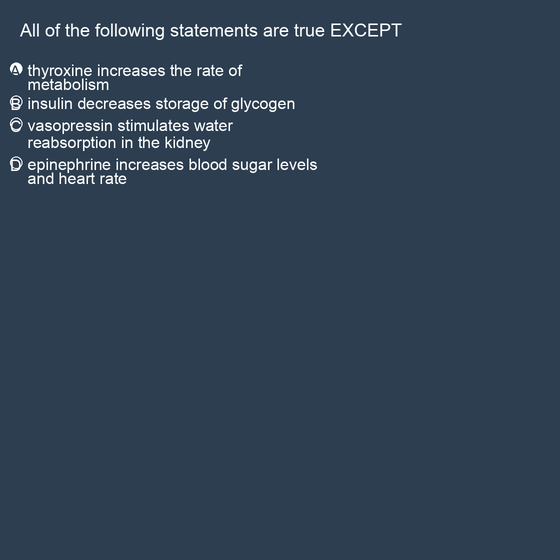 All of the following statements are true EXCEPT
A thyroxine increases the rate of
metabolism
B insulin decreases storage of glycogen
C vasopressin stimulates water
reabsorption in the kidney
D epinephrine increases blood sugar levels
and heart rate